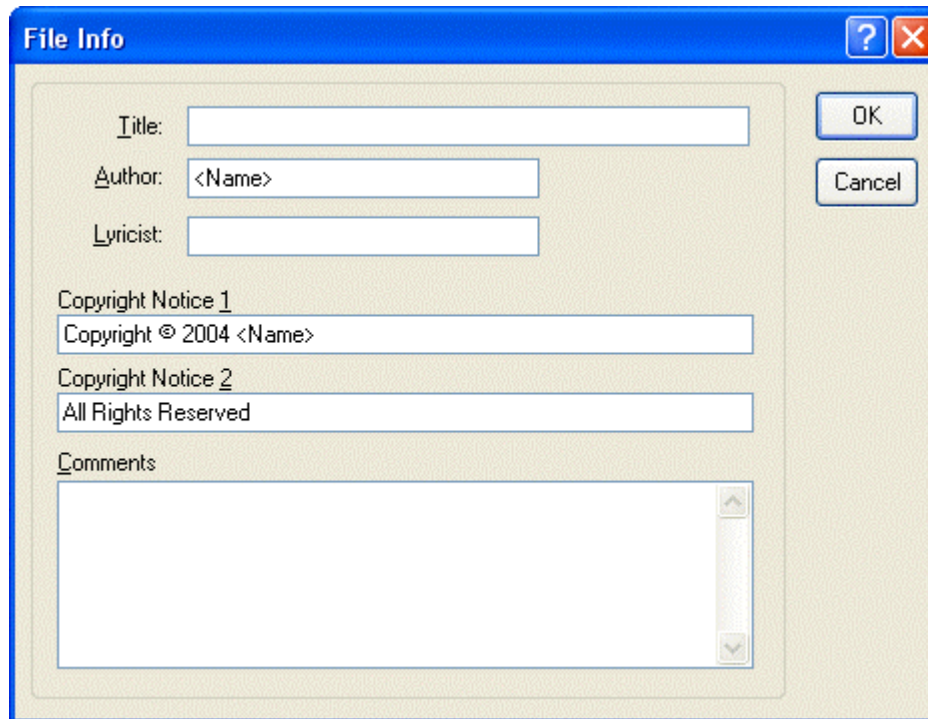 File Info
Title:
OK
Author: <Name>
Cancel
Lyricist:
Copyright Notice 1
Copyright © 2004 <Name>
Copyright Notice 2
All Rights Reserved
Comments